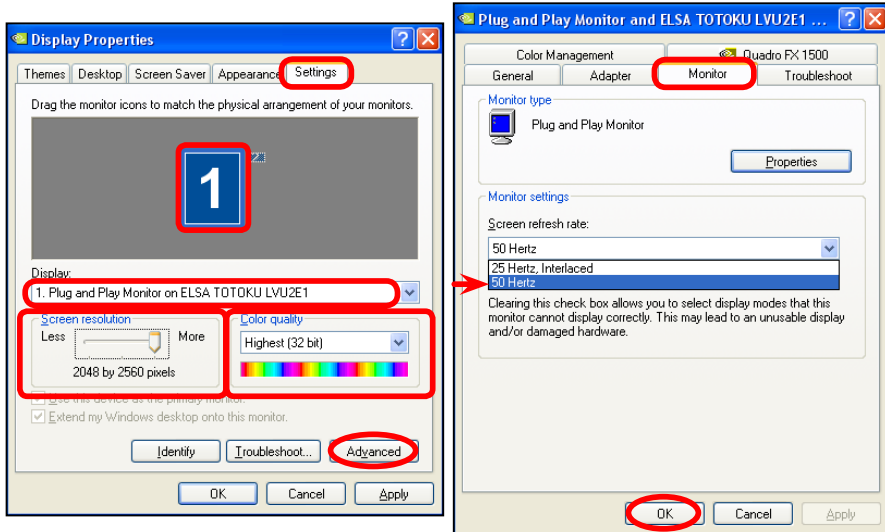 Display Properties
Themes Desktop Screen Saver Appearance Settings
Drag the monitor icons to match the physical arrangement of your monitors.
1
2
Display:
1. Plug and Play Monitor on ELSA TOTOKU LVU2E1
Screen resolution
Less More
2048 by 2560 pixels
Color quality
Highest (32 bit)
Use this device as the primary monitor.
Extend my Windows desktop onto this monitor.
Identify Troubleshoot... Advanced
OK Cancel Apply
Plug and Play Monitor and ELSA TOTOKU LVU2E1 ...
Color Management Quadro FX 1500
General Adapter Monitor Troubleshoot
Monitor type
Plug and Play Monitor
Properties
Monitor settings
Screen refresh rate:
50 Hertz
25 Hertz, Interlaced
50 Hertz
Clearing this check box allows you to select display modes that this
monitor cannot display correctly. This may lead to an unusable display
and/or damaged hardware.
OK Cancel Apply